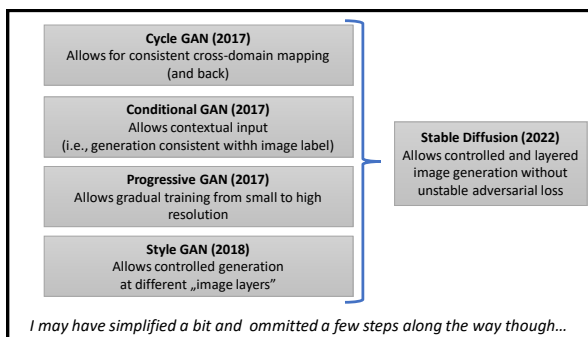 Cycle GAN (2017)
Allows for consistent cross-domain mapping
(and back)
Conditional GAN (2017)
Allows contextual input
(i.e., generation consistent withh image label)
Progressive GAN (2017)
Allows gradual training from small to high
resolution
Style GAN (2018)
Allows controlled generation
at different „image layers”
Stable Diffusion (2022)
Allows controlled and layered
image generation without
unstable adversarial loss
I may have simplified a bit and ommitted a few steps along the way though…